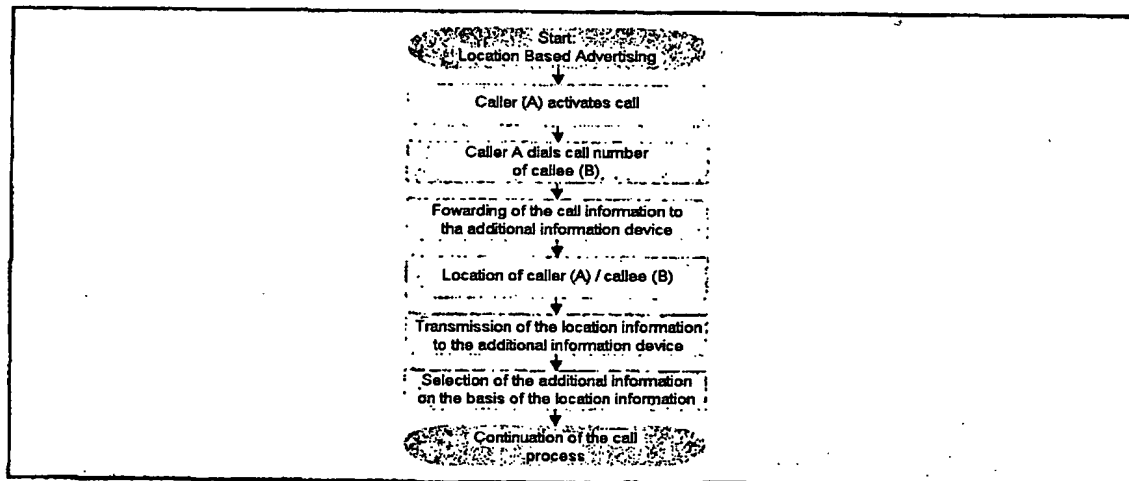 Start:
Location Based Advertising
Caller (A) activates call
Caller A dials call number
of callee (B)
Fowarding of the call information to
tha additional information device
Location of caller (A) / callee (B)
Transmission of the location information
to the additional information device
Selection of the additional information
on the basis of the location information
Continuation of the call
process